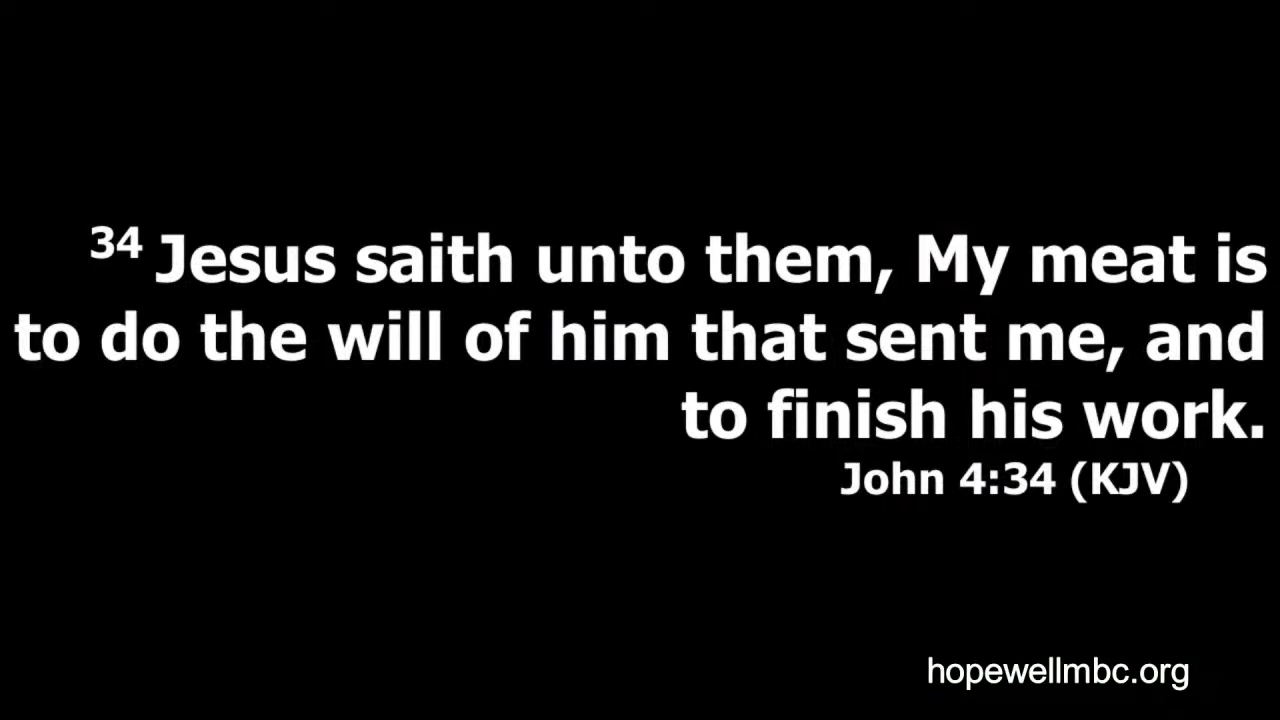 34 Jesus saith unto them, My meat is
to do the will of him that sent me, and
to finish his work.
John 4:34 (KJV)
hopewellmbc.org